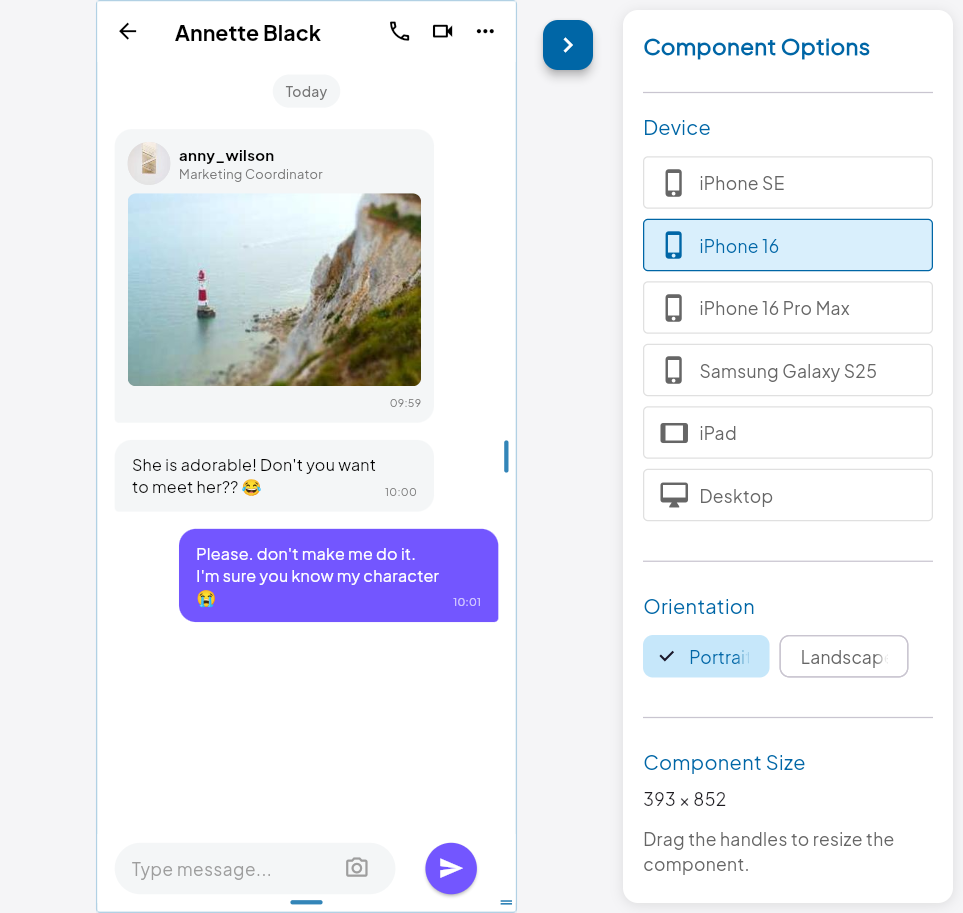 Annette Black
Today
anny_wilson
Marketing Coordinator
09:59
She is adorable! Don't you want
to meet her?? 😂
10:00
Please. don't make me do it.
I'm sure you know my character
😭
10:01
Type message...
Component Options
Device
iPhone SE
iPhone 16
iPhone 16 Pro Max
Samsung Galaxy S25
iPad
Desktop
Orientation
Portrait
Landscape
Component Size
393 × 852
Drag the handles to resize the
component.